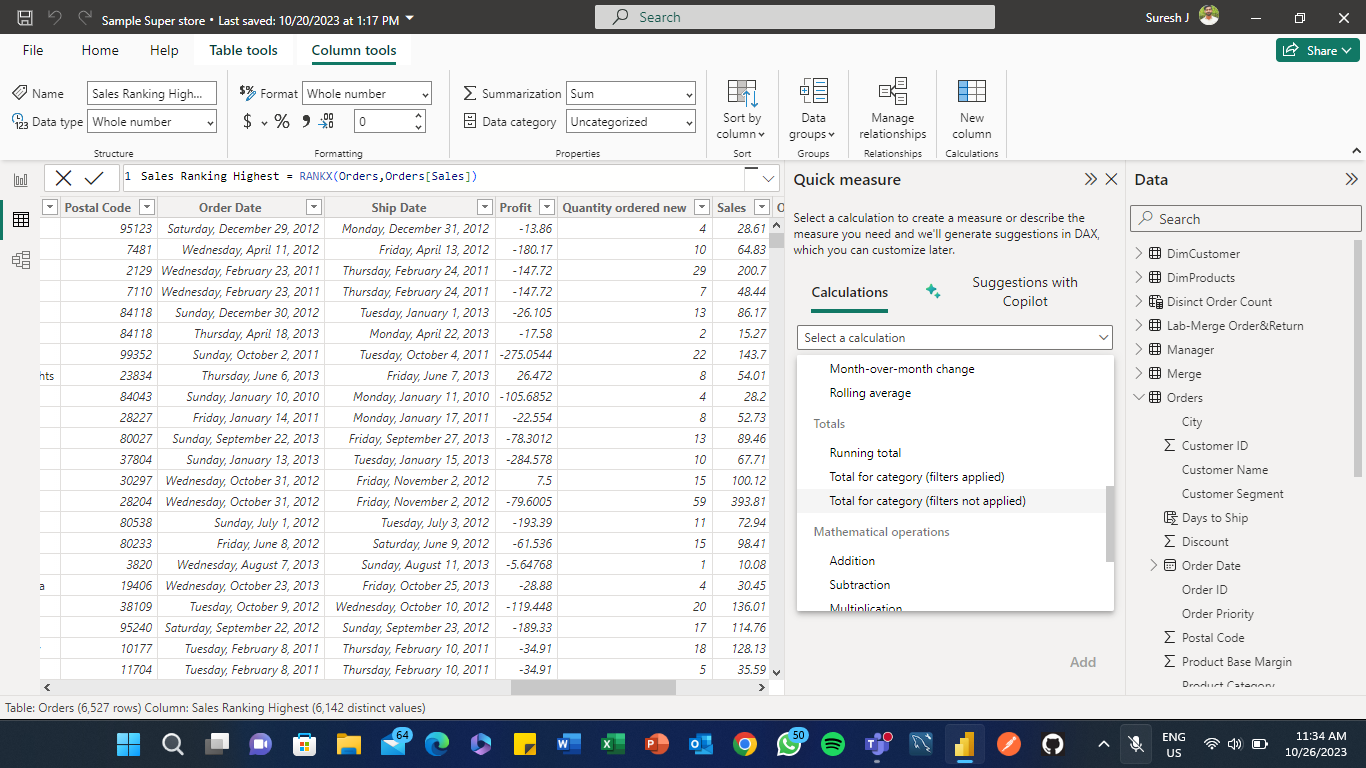 Sample Super store • Last saved: 10/20/2023 at 1:17 PM
Search
Suresh J
File Home Help Table tools Column tools
Share
Name Sales Ranking High...
Data type Whole number
Structure
Format Whole number
$ % 0
Formatting
Summarization Sum
Data category Uncategorized
Properties
Sort by
column
Sort
Data
groups
Groups
Manage
relationships
Relationships
New
column
Calculations
1 Sales Ranking Highest = RANKX(Orders,Orders[Sales])
Postal Code Order Date Ship Date Profit Quantity ordered new Sales O
95123 Saturday, December 29, 2012 Monday, December 31, 2012 -13.86 4 28.61
7481 Wednesday, April 11, 2012 Friday, April 13, 2012 -180.17 10 64.83
2129 Wednesday, February 23, 2011 Thursday, February 24, 2011 -147.72 29 200.7
7110 Wednesday, February 23, 2011 Thursday, February 24, 2011 -147.72 7 48.44
84118 Sunday, December 30, 2012 Tuesday, January 1, 2013 -26.105 13 86.17
84118 Thursday, April 18, 2013 Monday, April 22, 2013 -17.58 2 15.27
99352 Sunday, October 2, 2011 Tuesday, October 4, 2011 -275.0544 22 143.7
hts 23834 Thursday, June 6, 2013 Friday, June 7, 2013 26.472 8 54.01
84043 Sunday, January 10, 2010 Monday, January 11, 2010 -105.6852 4 28.2
28227 Friday, January 14, 2011 Monday, January 17, 2011 -22.554 8 52.73
80027 Sunday, September 22, 2013 Friday, September 27, 2013 -78.3012 13 89.46
37804 Sunday, January 13, 2013 Tuesday, January 15, 2013 -284.578 10 67.71
30297 Wednesday, October 31, 2012 Friday, November 2, 2012 7.5 15 100.12
28204 Wednesday, October 31, 2012 Friday, November 2, 2012 -79.6005 59 393.81
80538 Sunday, July 1, 2012 Tuesday, July 3, 2012 -193.39 11 72.94
80233 Friday, June 8, 2012 Saturday, June 9, 2012 -61.536 15 98.41
3820 Wednesday, August 7, 2013 Sunday, August 11, 2013 -5.64768 1 10.08
a 19406 Wednesday, October 23, 2013 Friday, October 25, 2013 -28.88 4 30.45
38109 Tuesday, October 9, 2012 Wednesday, October 10, 2012 -119.448 20 136.01
95240 Saturday, September 22, 2012 Sunday, September 23, 2012 -189.33 17 114.76
10177 Tuesday, February 8, 2011 Thursday, February 10, 2011 -34.91 18 128.13
11704 Tuesday, February 8, 2011 Thursday, February 10, 2011 -34.91 5 35.59
Quick measure
Select a calculation to create a measure or describe the
measure you need and we'll generate suggestions in DAX,
which you can customize later.
Calculations
Suggestions with
Copilot
Select a calculation
Month-over-month change
Rolling average
Totals
Running total
Total for category (filters applied)
Total for category (filters not applied)
Mathematical operations
Addition
Subtraction
Multiplication
Add
Data
Search
DimCustomer
DimProducts
Disinct Order Count
Lab-Merge Order&Return
Manager
Merge
Orders
City
Customer ID
Customer Name
Customer Segment
Days to Ship
Discount
Order Date
Order ID
Order Priority
Postal Code
Product Base Margin
Product Category
Table: Orders (6,527 rows) Column: Sales Ranking Highest (6,142 distinct values)
64
50
ENG
US
11:34 AM
10/26/2023